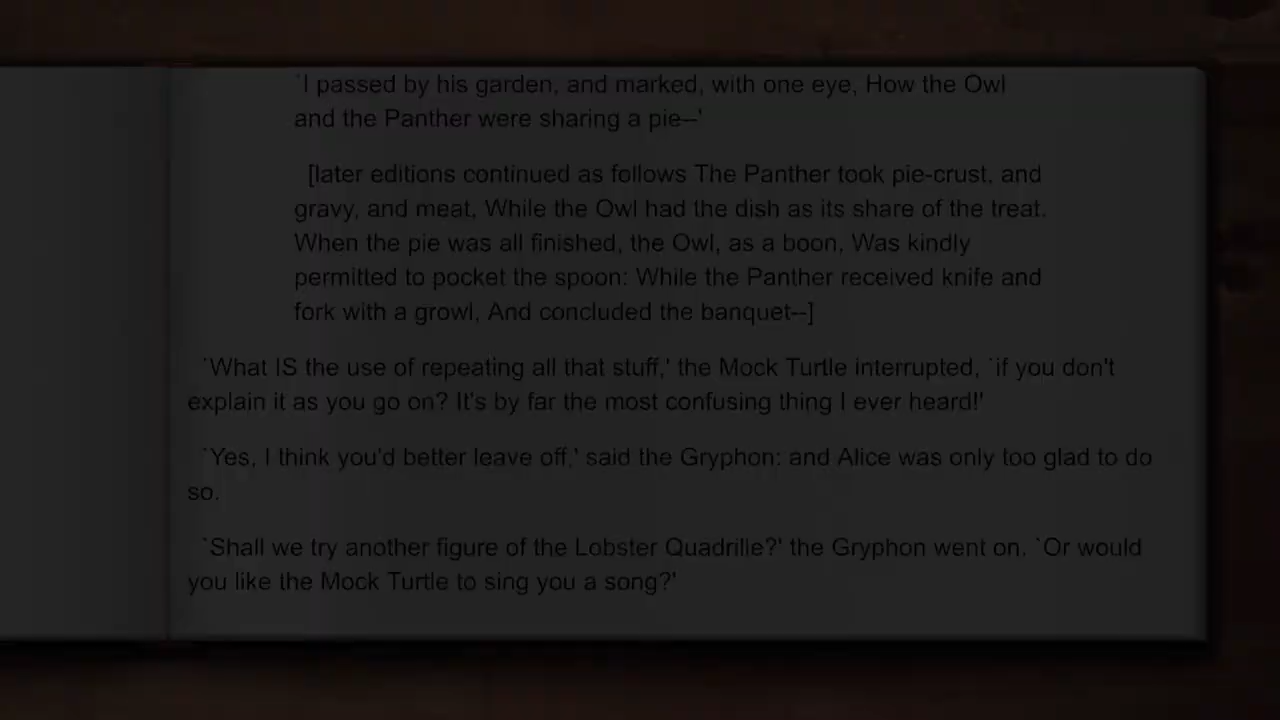 `I passed by his garden, and marked, with one eye, How the Owl
and the Panther were sharing a pie--'
[later editions continued as follows The Panther took pie-crust, and
gravy, and meat, While the Owl had the dish as its share of the treat.
When the pie was all finished, the Owl, as a boon, Was kindly
permitted to pocket the spoon: While the Panther received knife and
fork with a growl, And concluded the banquet--]
`What IS the use of repeating all that stuff,' the Mock Turtle interrupted, `if you don't
explain it as you go on? It's by far the most confusing thing I ever heard!'
`Yes, I think you'd better leave off,' said the Gryphon: and Alice was only too glad to do
so.
`Shall we try another figure of the Lobster Quadrille?' the Gryphon went on. `Or would
you like the Mock Turtle to sing you a song?'